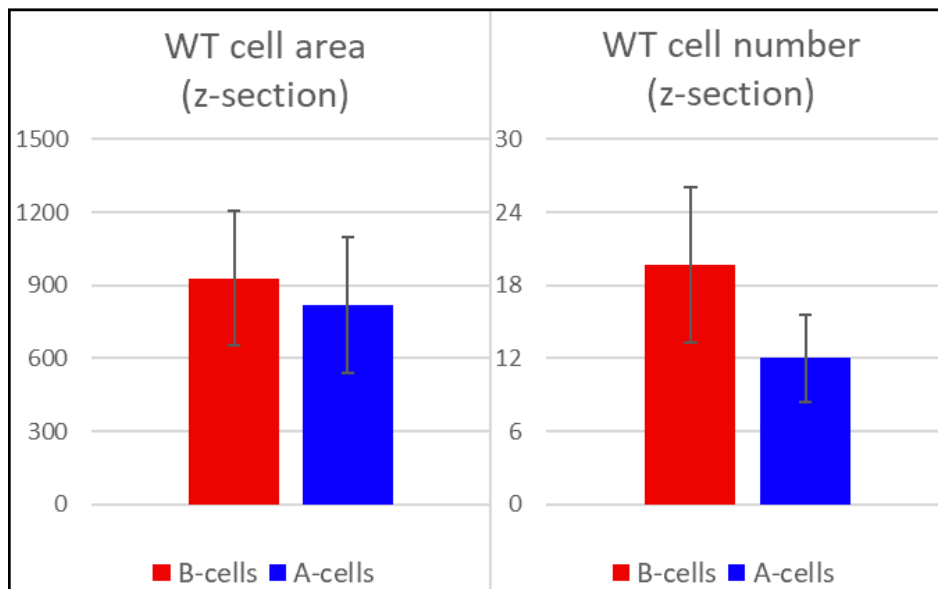 WT cell area
(z-section)
1500
1200
900
600
300
0
B-cells A-cells
WT cell number
(z-section)
30
24
18
12
6
0
B-cells A-cells